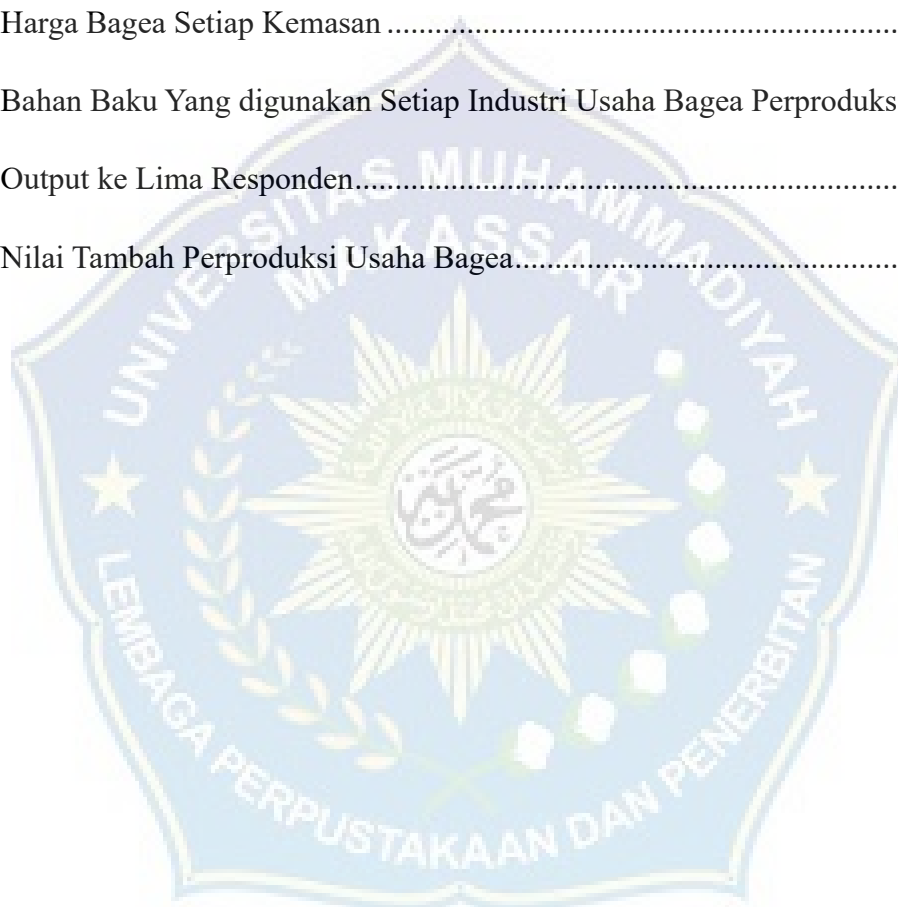 Harga Bagea Setiap Kemasan ................................................................
Bahan Baku Yang digunakan Setiap Industri Usaha Bagea Perproduks
Output ke Lima Responden....................................................................
Nilai Tambah Perproduksi Usaha Bagea................................................
UNIVERSITAS MUHAMMADIYAH
MAKASSAR
LEMBAGA PERPUSTAKAAN DAN PENERBITAN